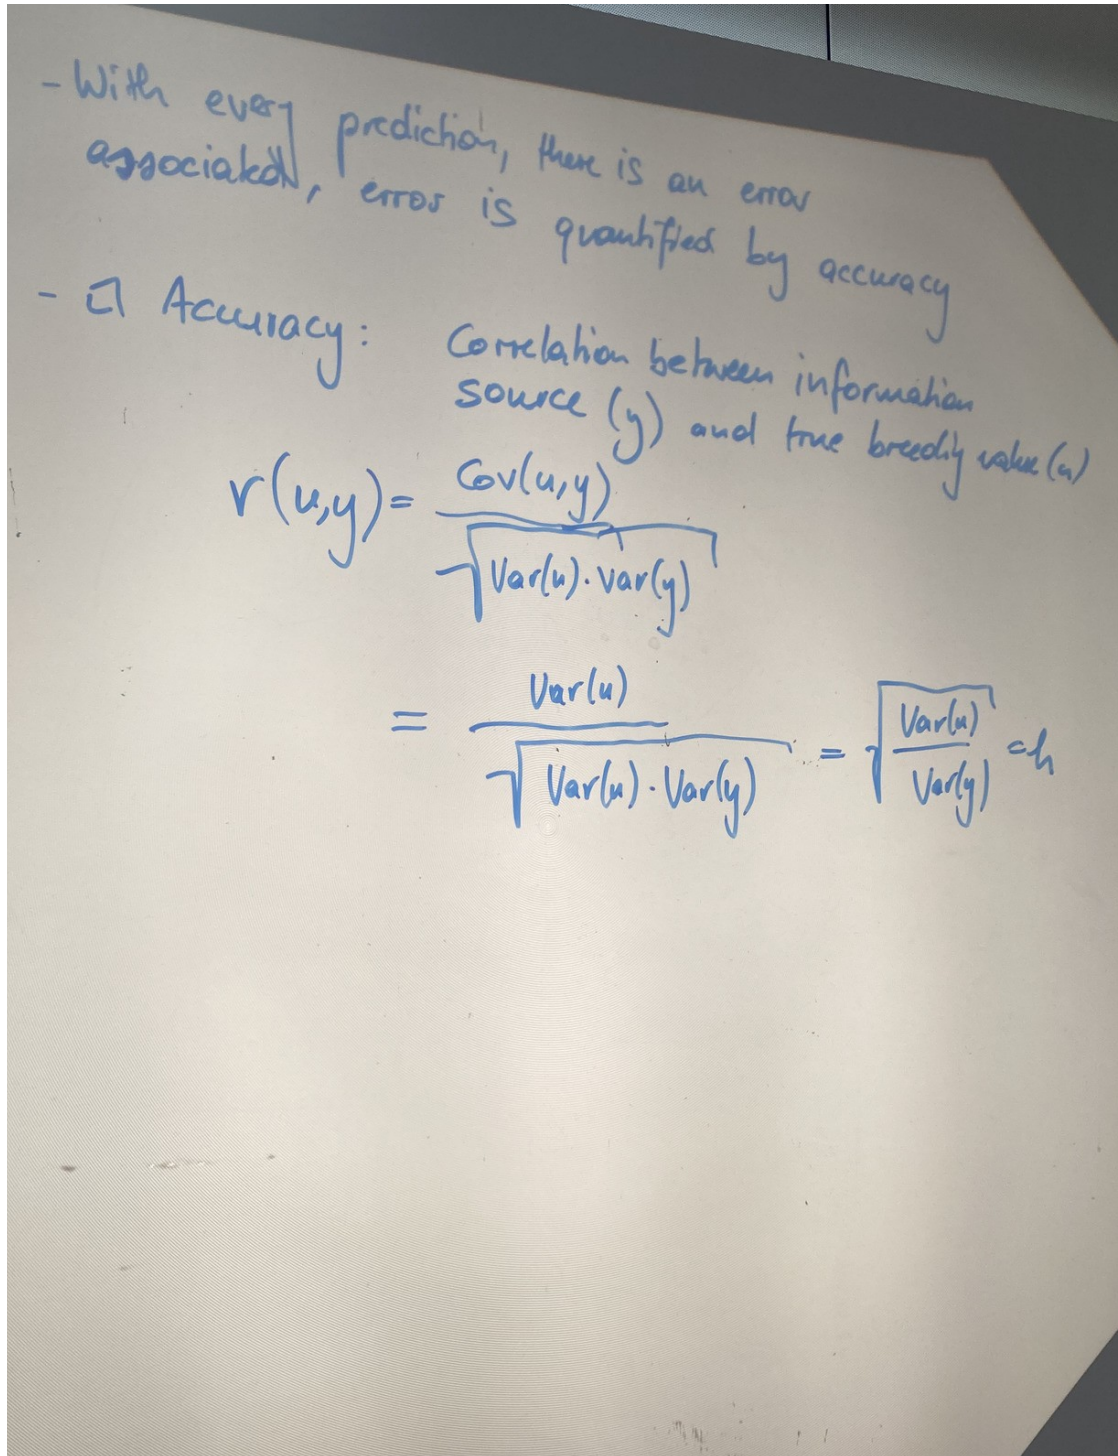 - With every prediction, there is an error
associated, error is quantified by accuracy
- Accuracy: Correlation between information
source (y) and true breeding value (u)
r(u,y) = Cov(u,y) / √(Var(u) · Var(y))
= Var(u) / √(Var(u) · Var(y)) = √(Var(u) / Var(y)) = h